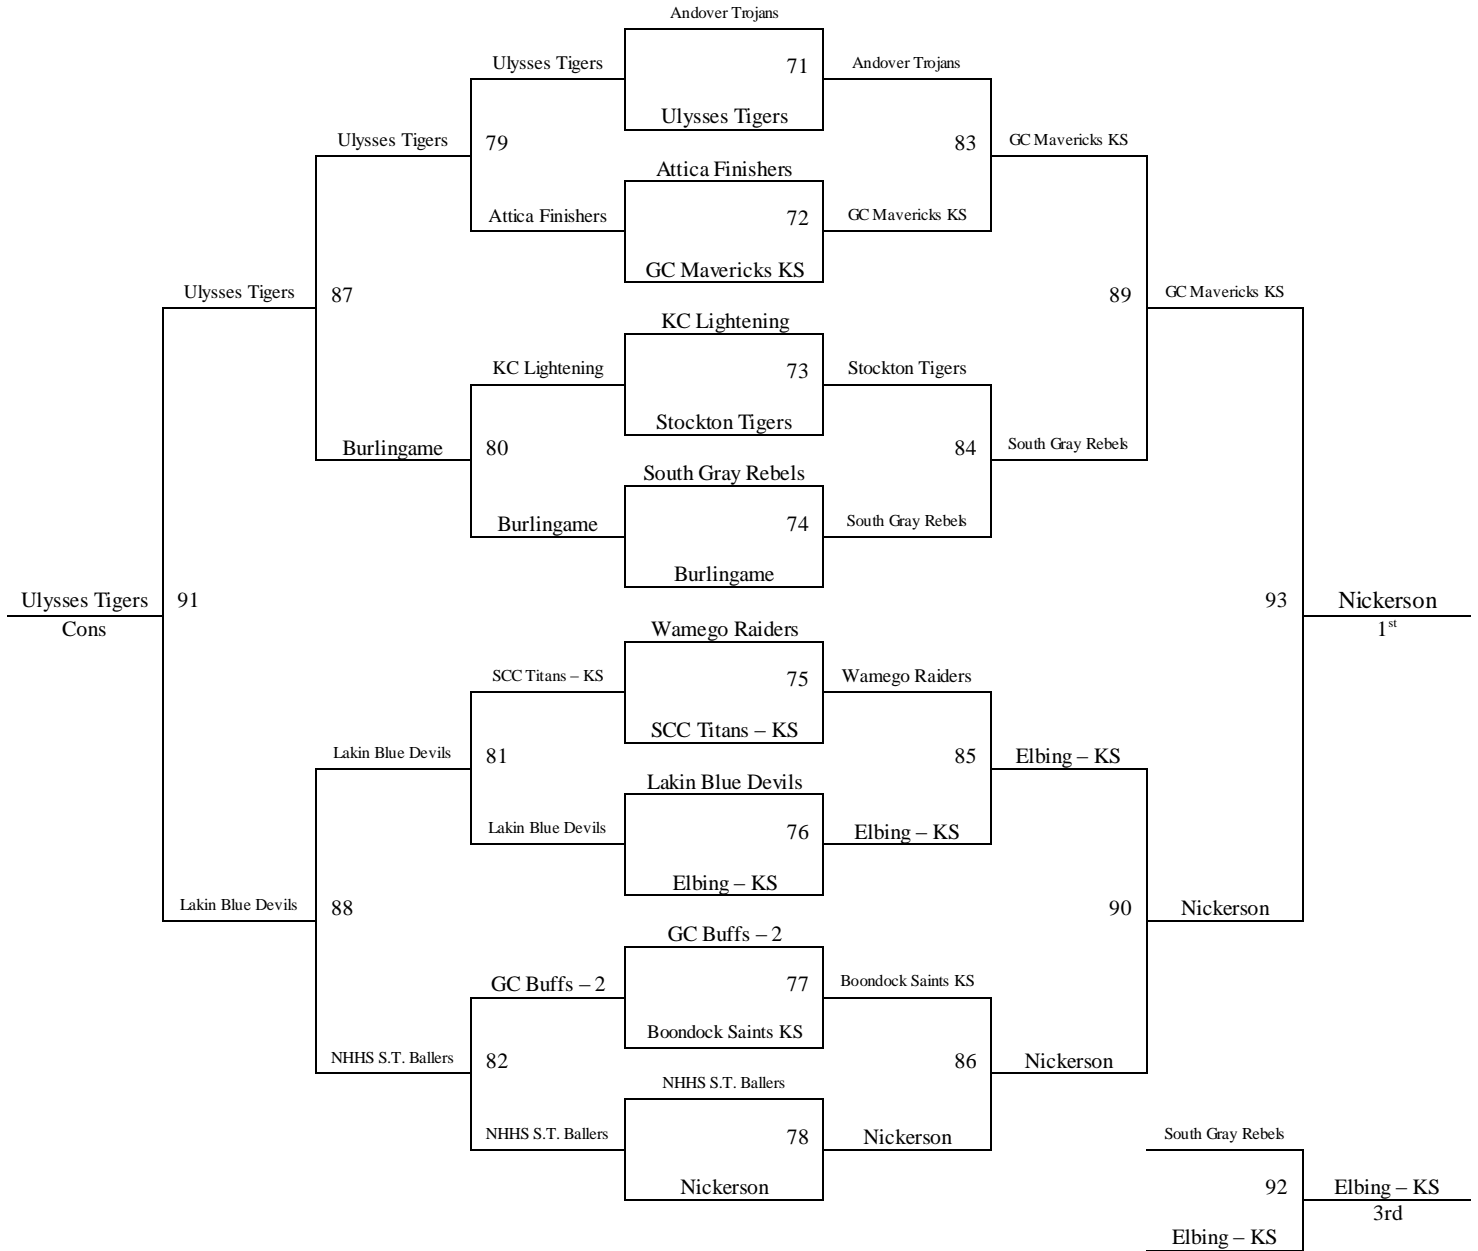 Andover Trojans
Ulysses Tigers
71
Andover Trojans
Ulysses Tigers
Ulysses Tigers
79
83
GC Mavericks KS
Attica Finishers
Attica Finishers
72
GC Mavericks KS
GC Mavericks KS
Ulysses Tigers
87
89
GC Mavericks KS
KC Lightening
KC Lightening
73
Stockton Tigers
Stockton Tigers
Burlingame
80
84
South Gray Rebels
South Gray Rebels
Burlingame
74
South Gray Rebels
Burlingame
Ulysses Tigers
91
93
Nickerson
Cons
1st
Wamego Raiders
SCC Titans – KS
75
Wamego Raiders
SCC Titans – KS
Lakin Blue Devils
81
85
Elbing – KS
Lakin Blue Devils
Lakin Blue Devils
76
Elbing – KS
Elbing – KS
Lakin Blue Devils
88
90
Nickerson
GC Buffs – 2
GC Buffs – 2
77
Boondock Saints KS
Boondock Saints KS
NHHS S.T. Ballers
82
86
Nickerson
NHHS S.T. Ballers
NHHS S.T. Ballers
78
Nickerson
South Gray Rebels
Nickerson
92
Elbing – KS
3rd
Elbing – KS